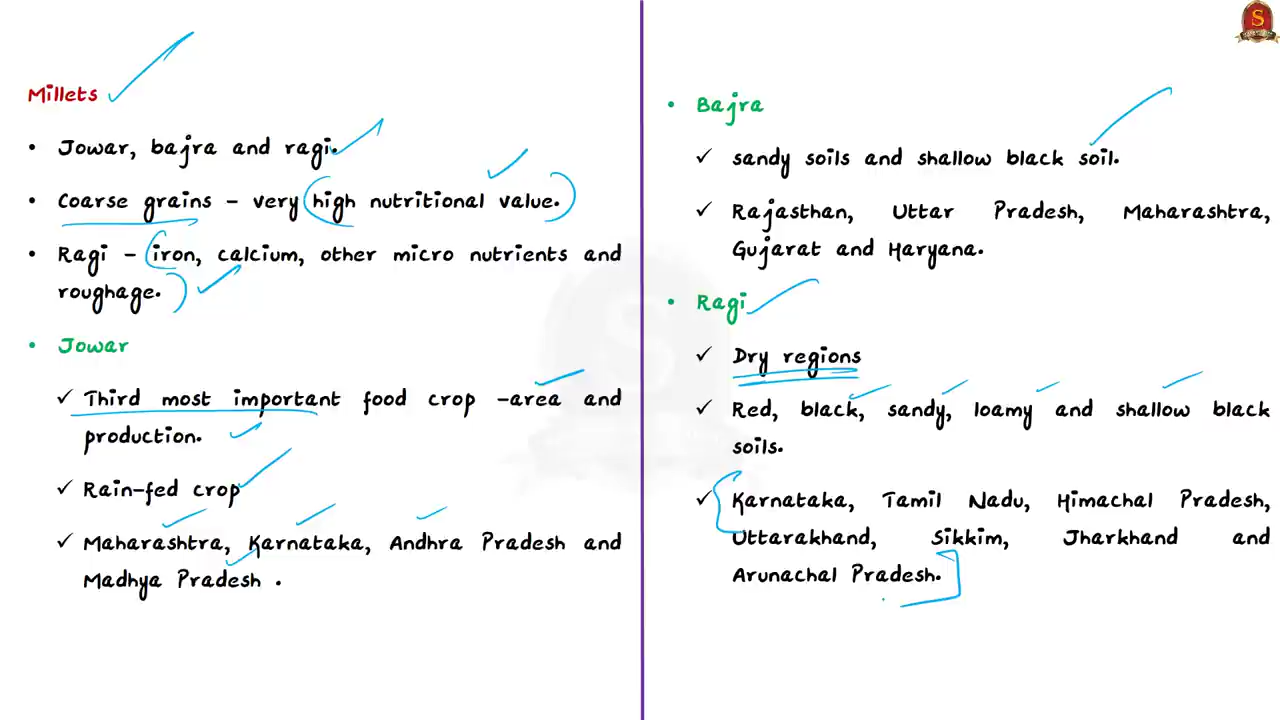 Millets
• Jowar, bajra and ragi.
• Coarse grains – very high nutritional value.
• Ragi – iron, calcium, other micro nutrients and
roughage.
• Jowar
✓ Third most important food crop –area and
production.
✓ Rain-fed crop
✓ Maharashtra, Karnataka, Andhra Pradesh and
Madhya Pradesh .
• Bajra
✓ sandy soils and shallow black soil.
✓ Rajasthan, Uttar Pradesh, Maharashtra,
Gujarat and Haryana.
• Ragi
✓ Dry regions
✓ Red, black, sandy, loamy and shallow black
soils.
✓ Karnataka, Tamil Nadu, Himachal Pradesh,
Uttarakhand, Sikkim, Jharkhand and
Arunachal Pradesh.
S